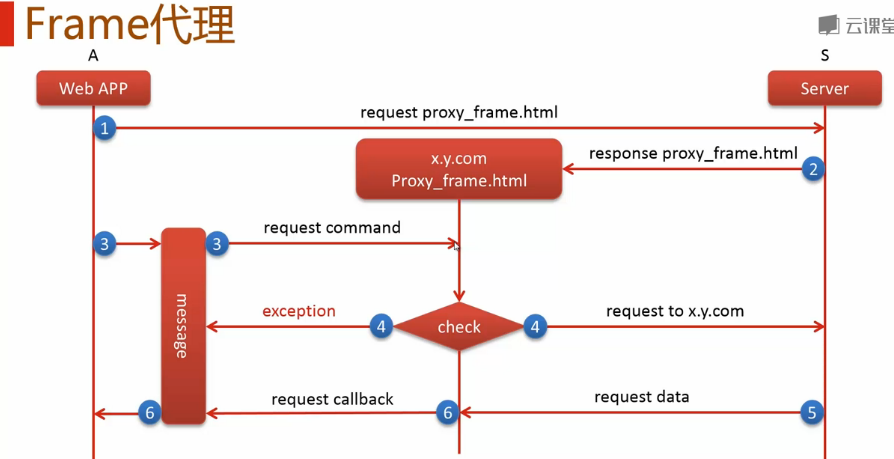 Frame代理
云课堂
A
S
Web APP
Server
request proxy_frame.html
1
x.y.com
Proxy_frame.html
response proxy_frame.html
2
3
3
request command
message
exception
4
check
4
request to x.y.com
6
request callback
6
request data
5